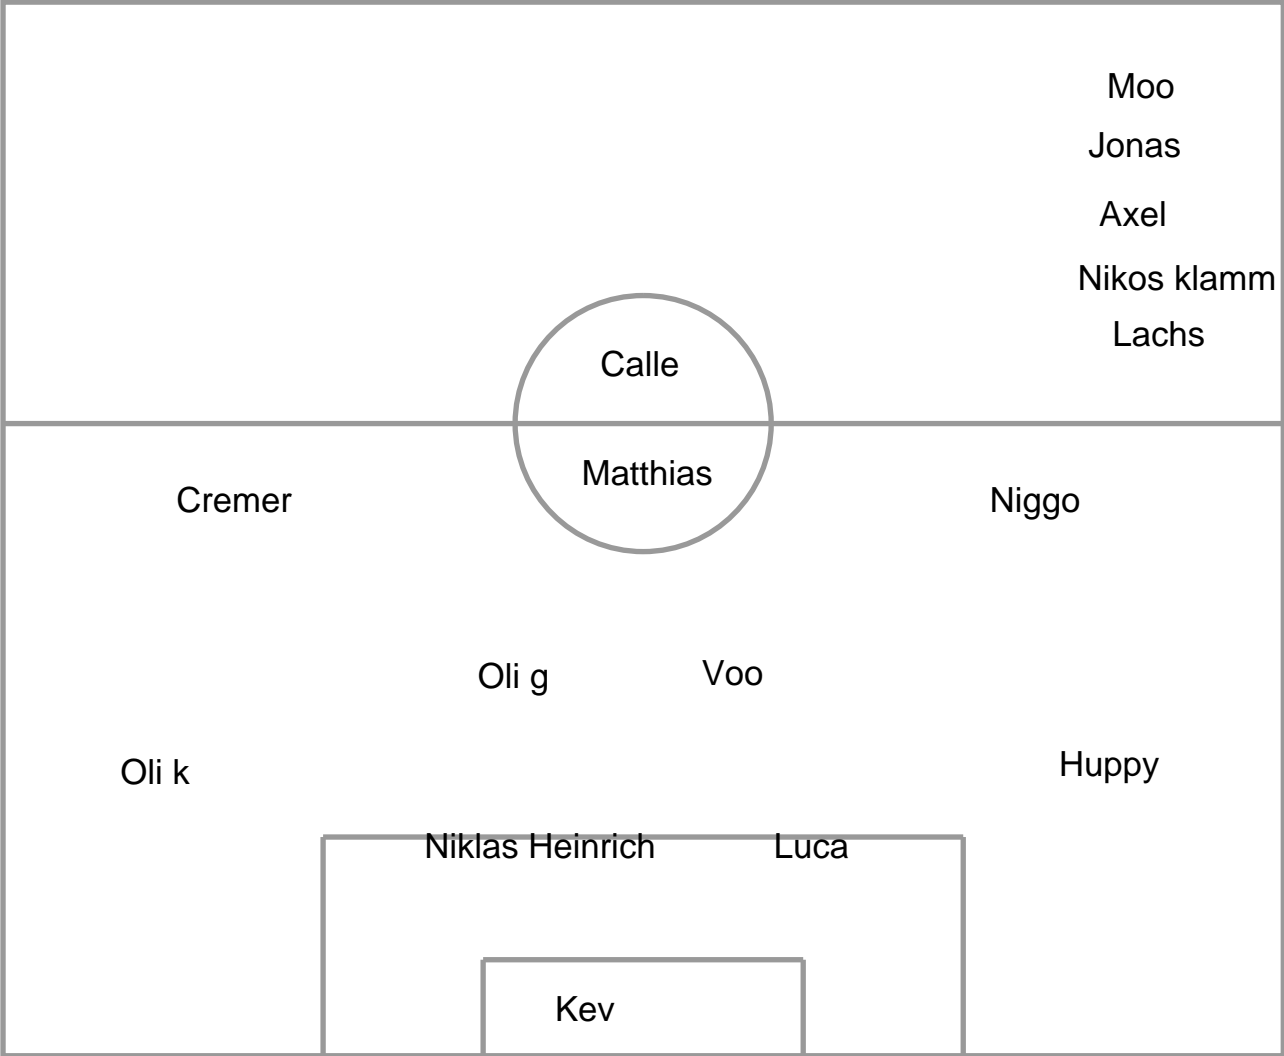 Moo
Jonas
Axel
Nikos klamm
Lachs
Calle
Matthias
Cremer
Niggo
Oli g
Voo
Oli k
Huppy
Niklas Heinrich
Luca
Kev